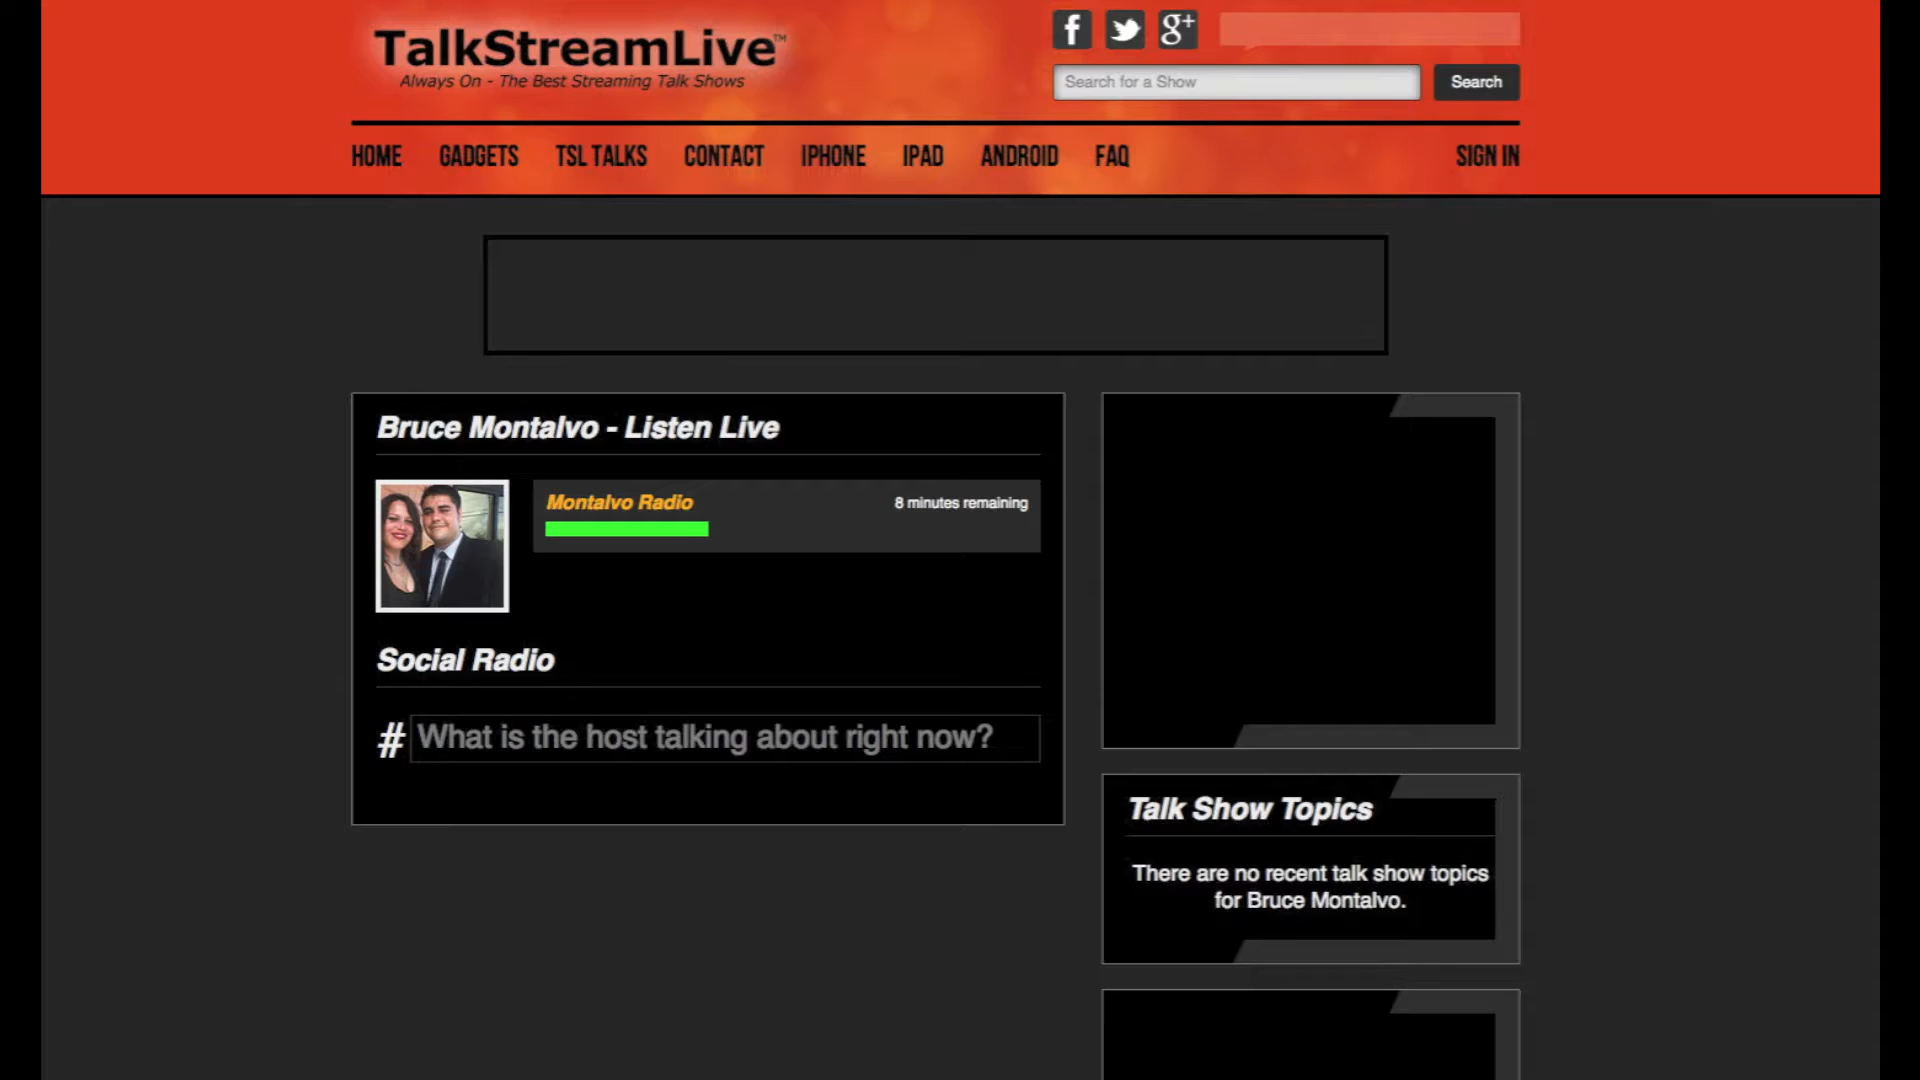 TalkStreamLive™
Always On - The Best Streaming Talk Shows
f
g+
Search for a Show
Search
HOME
GADGETS
TSL TALKS
CONTACT
IPHONE
IPAD
ANDROID
FAQ
SIGN IN
Bruce Montalvo - Listen Live
Montalvo Radio
8 minutes remaining
Social Radio
# What is the host talking about right now?
Talk Show Topics
There are no recent talk show topics
for Bruce Montalvo.